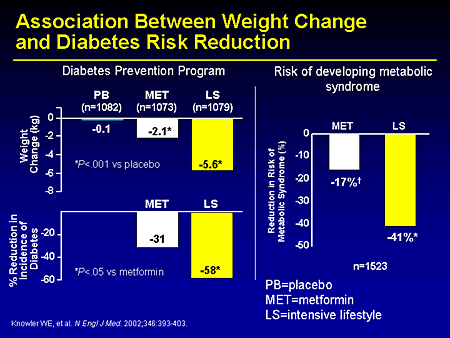 Association Between Weight Change
and Diabetes Risk Reduction
Diabetes Prevention Program
PB MET LS
(n=1082) (n=1073) (n=1079)
Weight
Change (kg)
0
-2
-4
-6
-8
-0.1
-2.1*
-5.6*
*P<.001 vs placebo
MET LS
% Reduction in
Incidence of
Diabetes
-20
-40
-60
-31
-58*
*P<.05 vs metformin
Risk of developing metabolic
syndrome
MET LS
Reduction in Risk of
Metabolic Syndrome (%)
0
-10
-20
-30
-40
-50
-17%†
-41%*
n=1523
PB=placebo
MET=metformin
LS=intensive lifestyle
Knowler WE, et al. N Engl J Med. 2002;346:393-403.